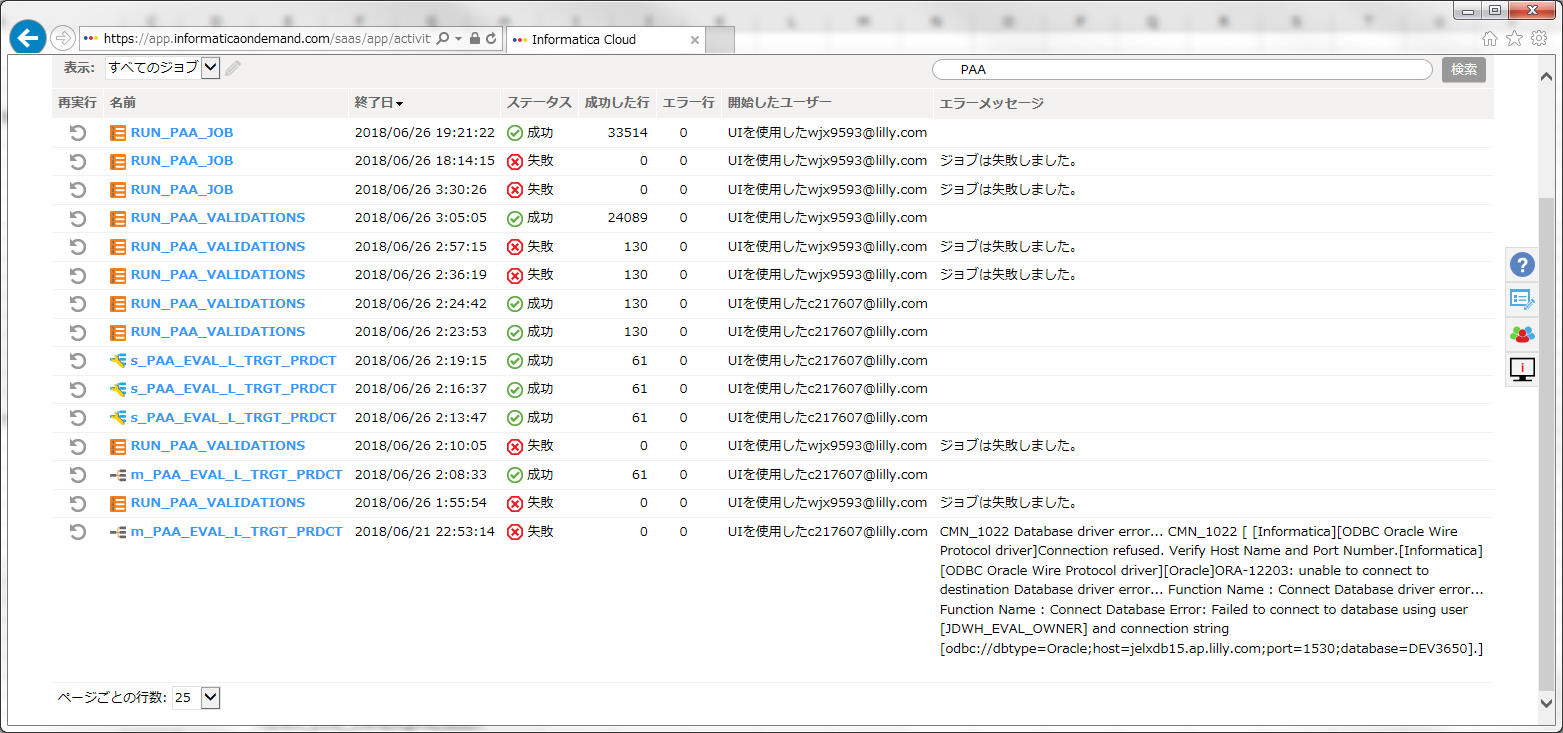 https://app.informaticaondemand.com/saas/app/activit
Informatica Cloud
表示: すべてのジョブ
PAA
検索
再実行 名前 終了日 ステータス 成功した行 エラー行 開始したユーザー エラーメッセージ
RUN_PAA_JOB 2018/06/26 19:21:22 成功 33514 0 UIを使用したwjx9593@lilly.com
RUN_PAA_JOB 2018/06/26 18:14:15 失敗 0 0 UIを使用したwjx9593@lilly.com ジョブは失敗しました。
RUN_PAA_JOB 2018/06/26 3:30:26 失敗 0 0 UIを使用したwjx9593@lilly.com ジョブは失敗しました。
RUN_PAA_VALIDATIONS 2018/06/26 3:05:05 成功 24089 0 UIを使用したwjx9593@lilly.com
RUN_PAA_VALIDATIONS 2018/06/26 2:57:15 失敗 130 0 UIを使用したwjx9593@lilly.com ジョブは失敗しました。
RUN_PAA_VALIDATIONS 2018/06/26 2:36:19 失敗 130 0 UIを使用したwjx9593@lilly.com ジョブは失敗しました。
RUN_PAA_VALIDATIONS 2018/06/26 2:24:42 成功 130 0 UIを使用したc217607@lilly.com
RUN_PAA_VALIDATIONS 2018/06/26 2:23:53 成功 130 0 UIを使用したc217607@lilly.com
s_PAA_EVAL_L_TRGT_PRDCT 2018/06/26 2:19:15 成功 61 0 UIを使用したc217607@lilly.com
s_PAA_EVAL_L_TRGT_PRDCT 2018/06/26 2:16:37 成功 61 0 UIを使用したc217607@lilly.com
s_PAA_EVAL_L_TRGT_PRDCT 2018/06/26 2:13:47 成功 61 0 UIを使用したc217607@lilly.com
RUN_PAA_VALIDATIONS 2018/06/26 2:10:05 失敗 0 0 UIを使用したwjx9593@lilly.com ジョブは失敗しました。
m_PAA_EVAL_L_TRGT_PRDCT 2018/06/26 2:08:33 成功 61 0 UIを使用したc217607@lilly.com
RUN_PAA_VALIDATIONS 2018/06/26 1:55:54 失敗 0 0 UIを使用したwjx9593@lilly.com ジョブは失敗しました。
m_PAA_EVAL_L_TRGT_PRDCT 2018/06/21 22:53:14 失敗 0 0 UIを使用したc217607@lilly.com CMN_1022 Database driver error... CMN_1022 [ [Informatica][ODBC Oracle Wire
Protocol driver]Connection refused. Verify Host Name and Port Number.[Informatica]
[ODBC Oracle Wire Protocol driver][Oracle]ORA-12203: unable to connect to
destination Database driver error... Function Name : Connect Database driver error...
Function Name : Connect Database Error: Failed to connect to database using user
[JDWH_EVAL_OWNER] and connection string
[odbc://dbtype=Oracle;host=jelxdb15.ap.lilly.com;port=1530;database=DEV3650].]
ページごとの行数: 25